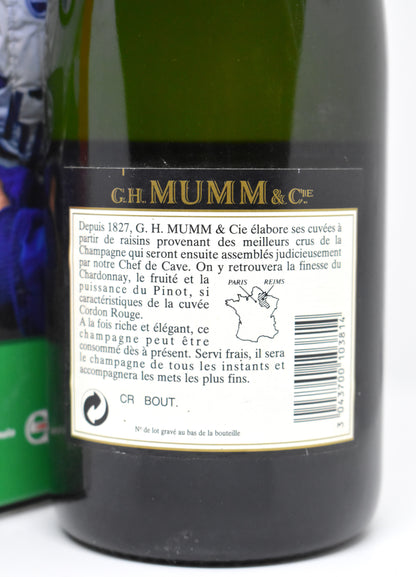 G.H. MUMM & CIE
Depuis 1827, G. H. MUMM & Cie élabore ses cuvées à
partir de raisins provenant des meilleurs crus de la
Champagne qui seront ensuite assemblés judicieusement
par notre Chef de Cave. On y retrouvera la finesse du
Chardonnay, le fruité et la
puissance du Pinot, si
caractéristiques de la cuvée
Cordon Rouge.
A la fois riche et élégant, ce
champagne peut être
consommé dès à présent. Servi frais, il sera
le champagne de tous les instants et
accompagnera les mets les plus fins.
PARIS REIMS
CR BOUT.
N° de lot gravé au bas de la bouteille
3 043700 103814